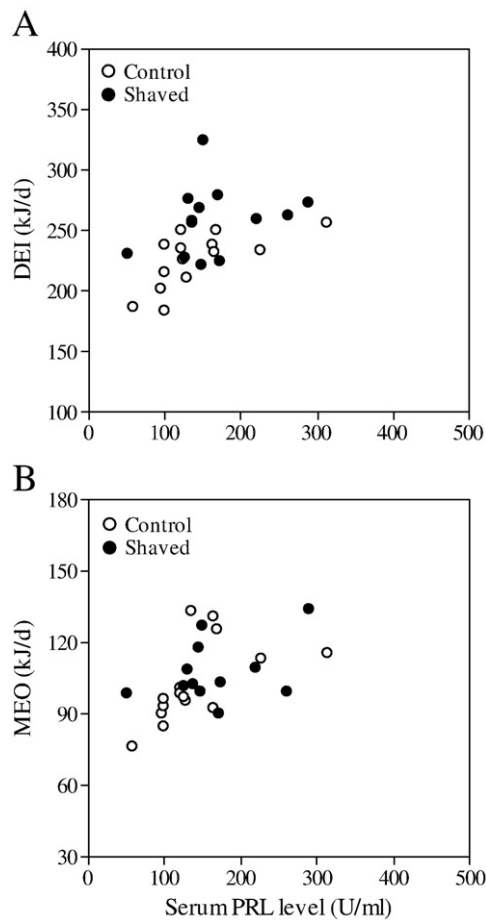 A
400
350
300
250
200
150
100
DEI (kJ/d)
Control
Shaved
0 100 200 300 400 500
B
180
150
120
90
60
30
MEO (kJ/d)
Control
Shaved
0 100 200 300 400 500
Serum PRL level (U/ml)